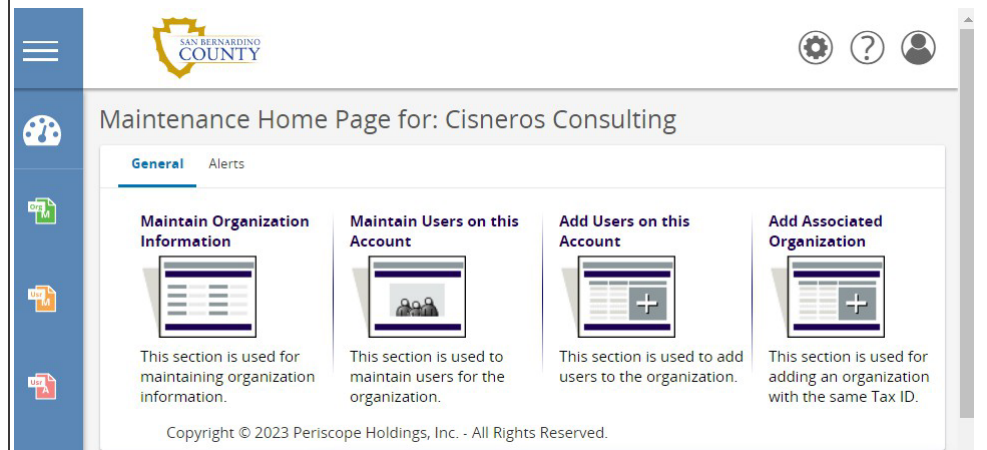 SAN BERNARDINO
COUNTY
?
Maintenance Home Page for: Cisneros Consulting
General Alerts
Org
M
Maintain Organization
Information
This section is used for
maintaining organization
information.
Maintain Users on this
Account
This section is used to
maintain users for the
organization.
Add Users on this
Account
+
This section is used to add
users to the organization.
Add Associated
Organization
+
This section is used for
adding an organization
with the same Tax ID.
Usr
M
Usr
A
Copyright © 2023 Periscope Holdings, Inc. - All Rights Reserved.